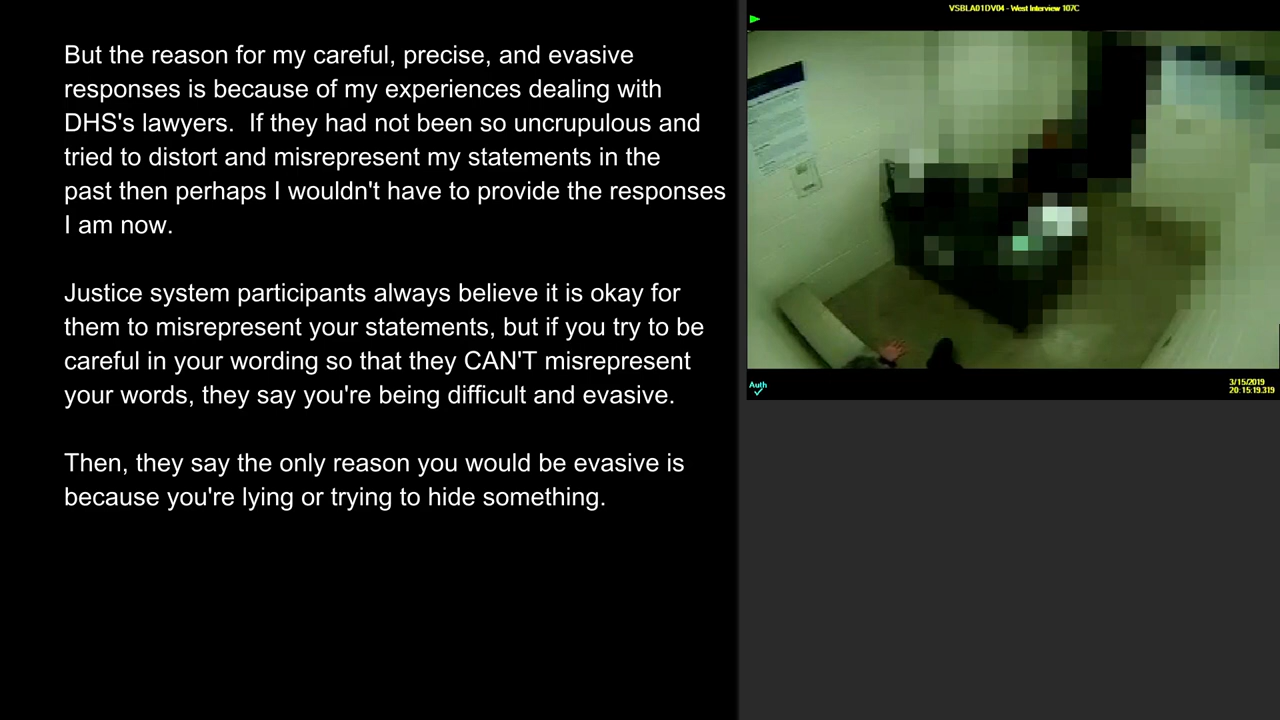 But the reason for my careful, precise, and evasive
responses is because of my experiences dealing with
DHS's lawyers.  If they had not been so uncrupulous and
tried to distort and misrepresent my statements in the
past then perhaps I wouldn't have to provide the responses
I am now.
Justice system participants always believe it is okay for
them to misrepresent your statements, but if you try to be
careful in your wording so that they CAN'T misrepresent
your words, they say you're being difficult and evasive.
Then, they say the only reason you would be evasive is
because you're lying or trying to hide something.
VSBLA01DV04 - West Interview 107C
Auth
3/15/2019
20:15:19.319